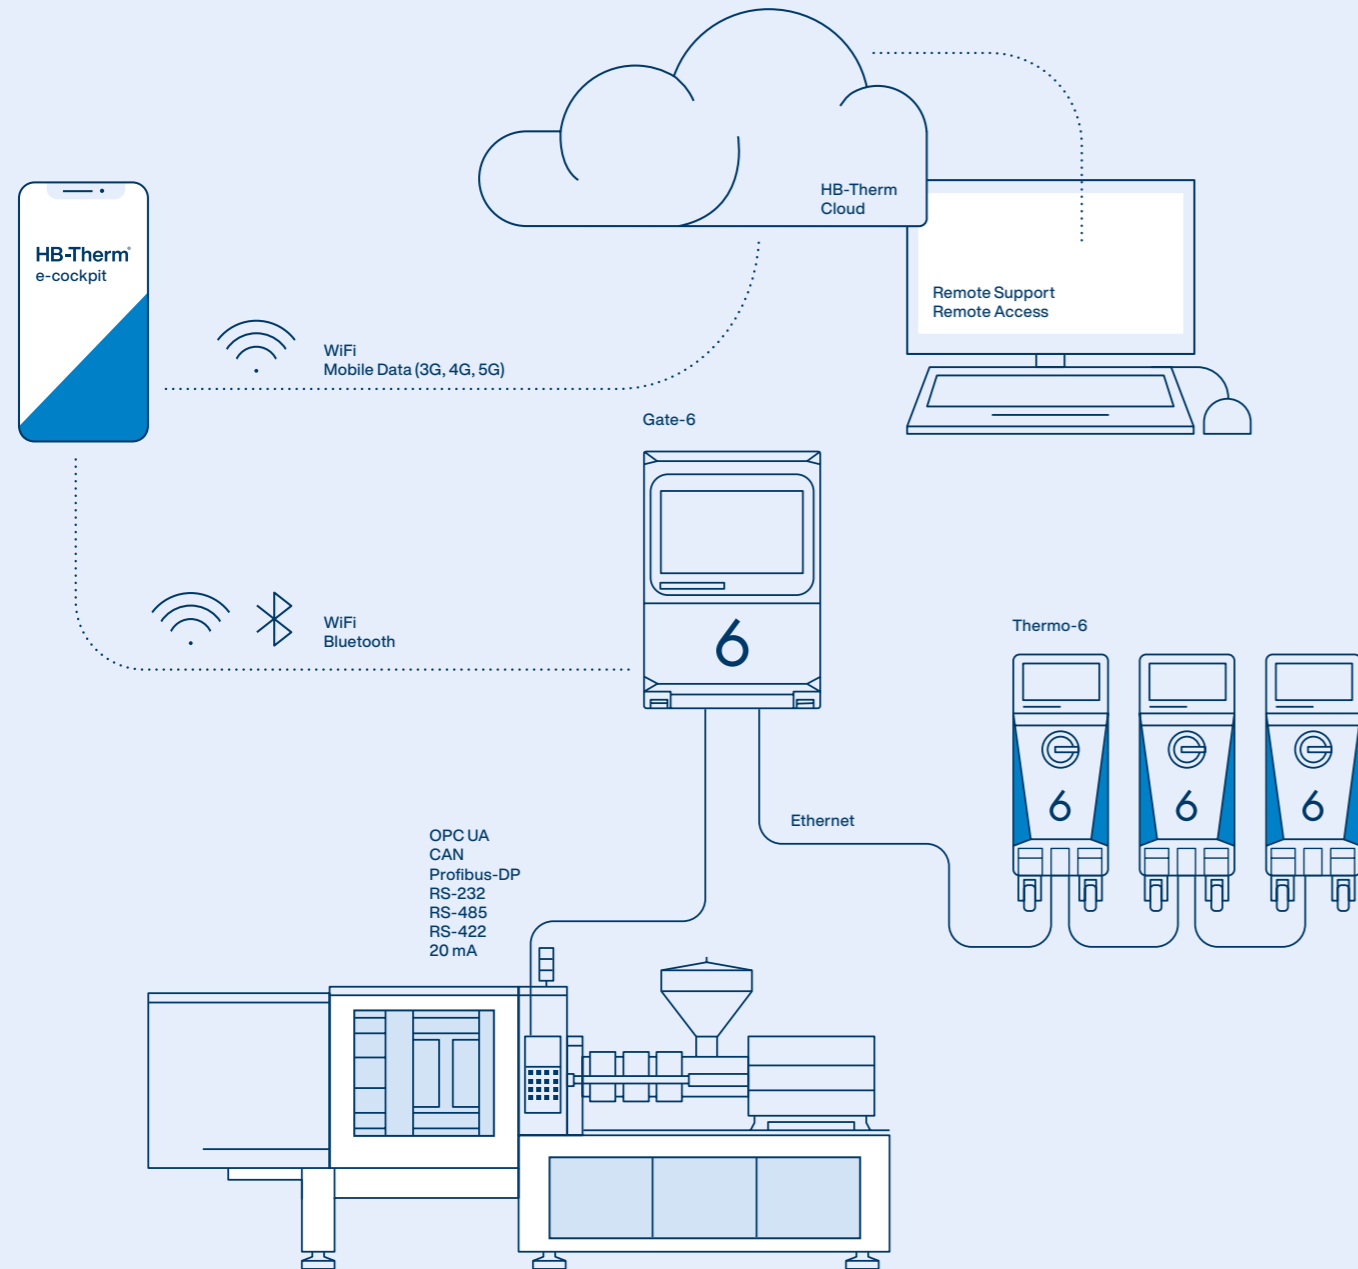 HB-Therm
Cloud
HB-Therm®
e-cockpit
Remote Support
Remote Access
WiFi
Mobile Data (3G, 4G, 5G)
Gate-6
6
WiFi
Bluetooth
Thermo-6
6
6
6
Ethernet
OPC UA
CAN
Profibus-DP
RS-232
RS-485
RS-422
20 mA